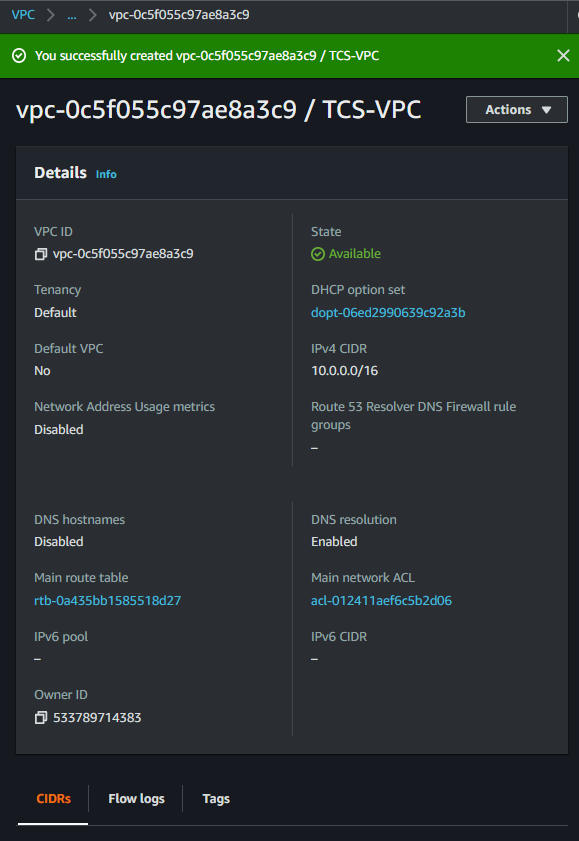 VPC > ... > vpc-0c5f055c97ae8a3c9
You successfully created vpc-0c5f055c97ae8a3c9 / TCS-VPC
vpc-0c5f055c97ae8a3c9 / TCS-VPC
Actions
Details Info
VPC ID
vpc-0c5f055c97ae8a3c9
State
Available
Tenancy
Default
DHCP option set
dopt-06ed2990639c92a3b
Default VPC
No
IPv4 CIDR
10.0.0.0/16
Network Address Usage metrics
Disabled
Route 53 Resolver DNS Firewall rule
groups
–
DNS hostnames
Disabled
DNS resolution
Enabled
Main route table
rtb-0a435bb1585518d27
Main network ACL
acl-012411aef6c5b2d06
IPv6 pool
–
IPv6 CIDR
–
Owner ID
533789714383
CIDRs
Flow logs
Tags